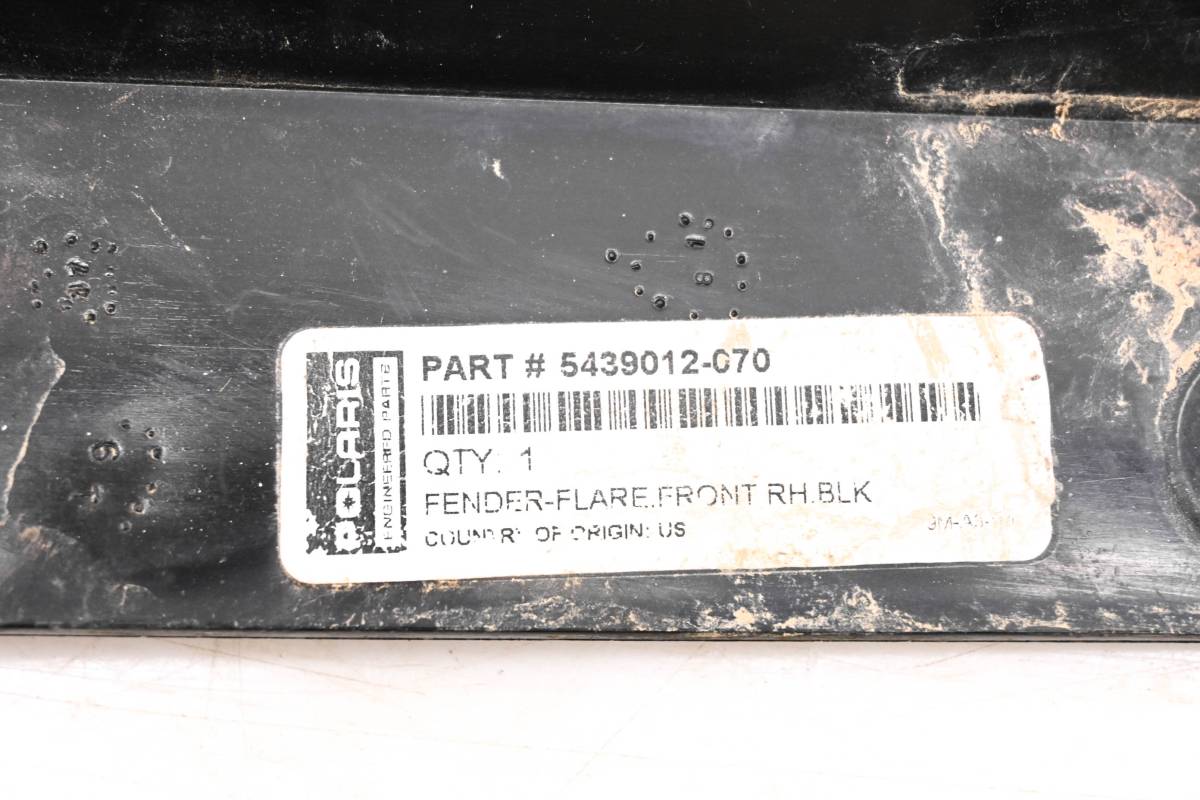 POLARIS
ENGINEERED PARTS
PART # 5439012-070
QTY: 1
FENDER-FLARE,FRONT RH,BLK
COUNTRY OF ORIGIN: US